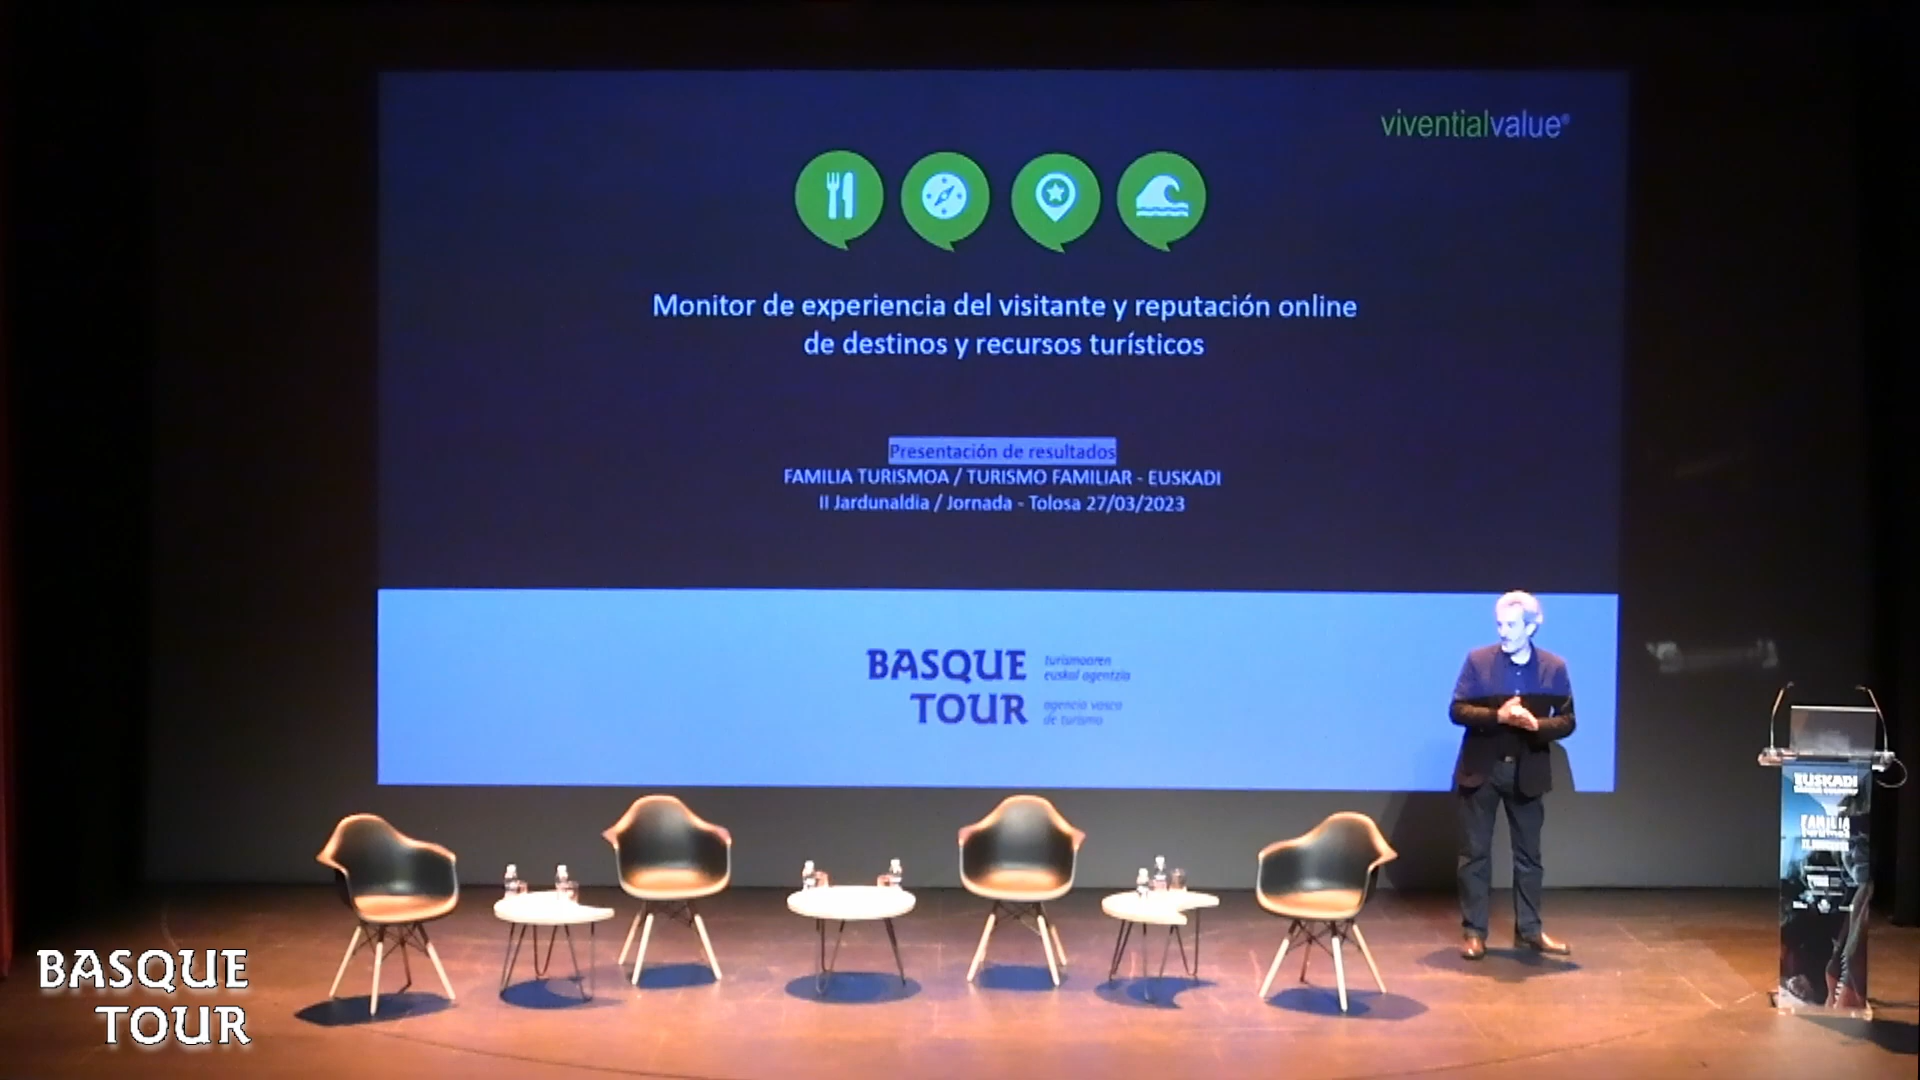 viventialvalue®
Monitor de experiencia del visitante y reputación online
de destinos y recursos turísticos
Presentación de resultados
FAMILIA TURISMOA / TURISMO FAMILIAR - EUSKADI
II Jardunaldia / Jornada - Tolosa 27/03/2023
BASQUE
TOUR
turismoaren
euskal agentzia
agencia vasca
de turismo
EUSKADI
BASQUE COUNTRY
FAMILIA
BASQUE
TOUR